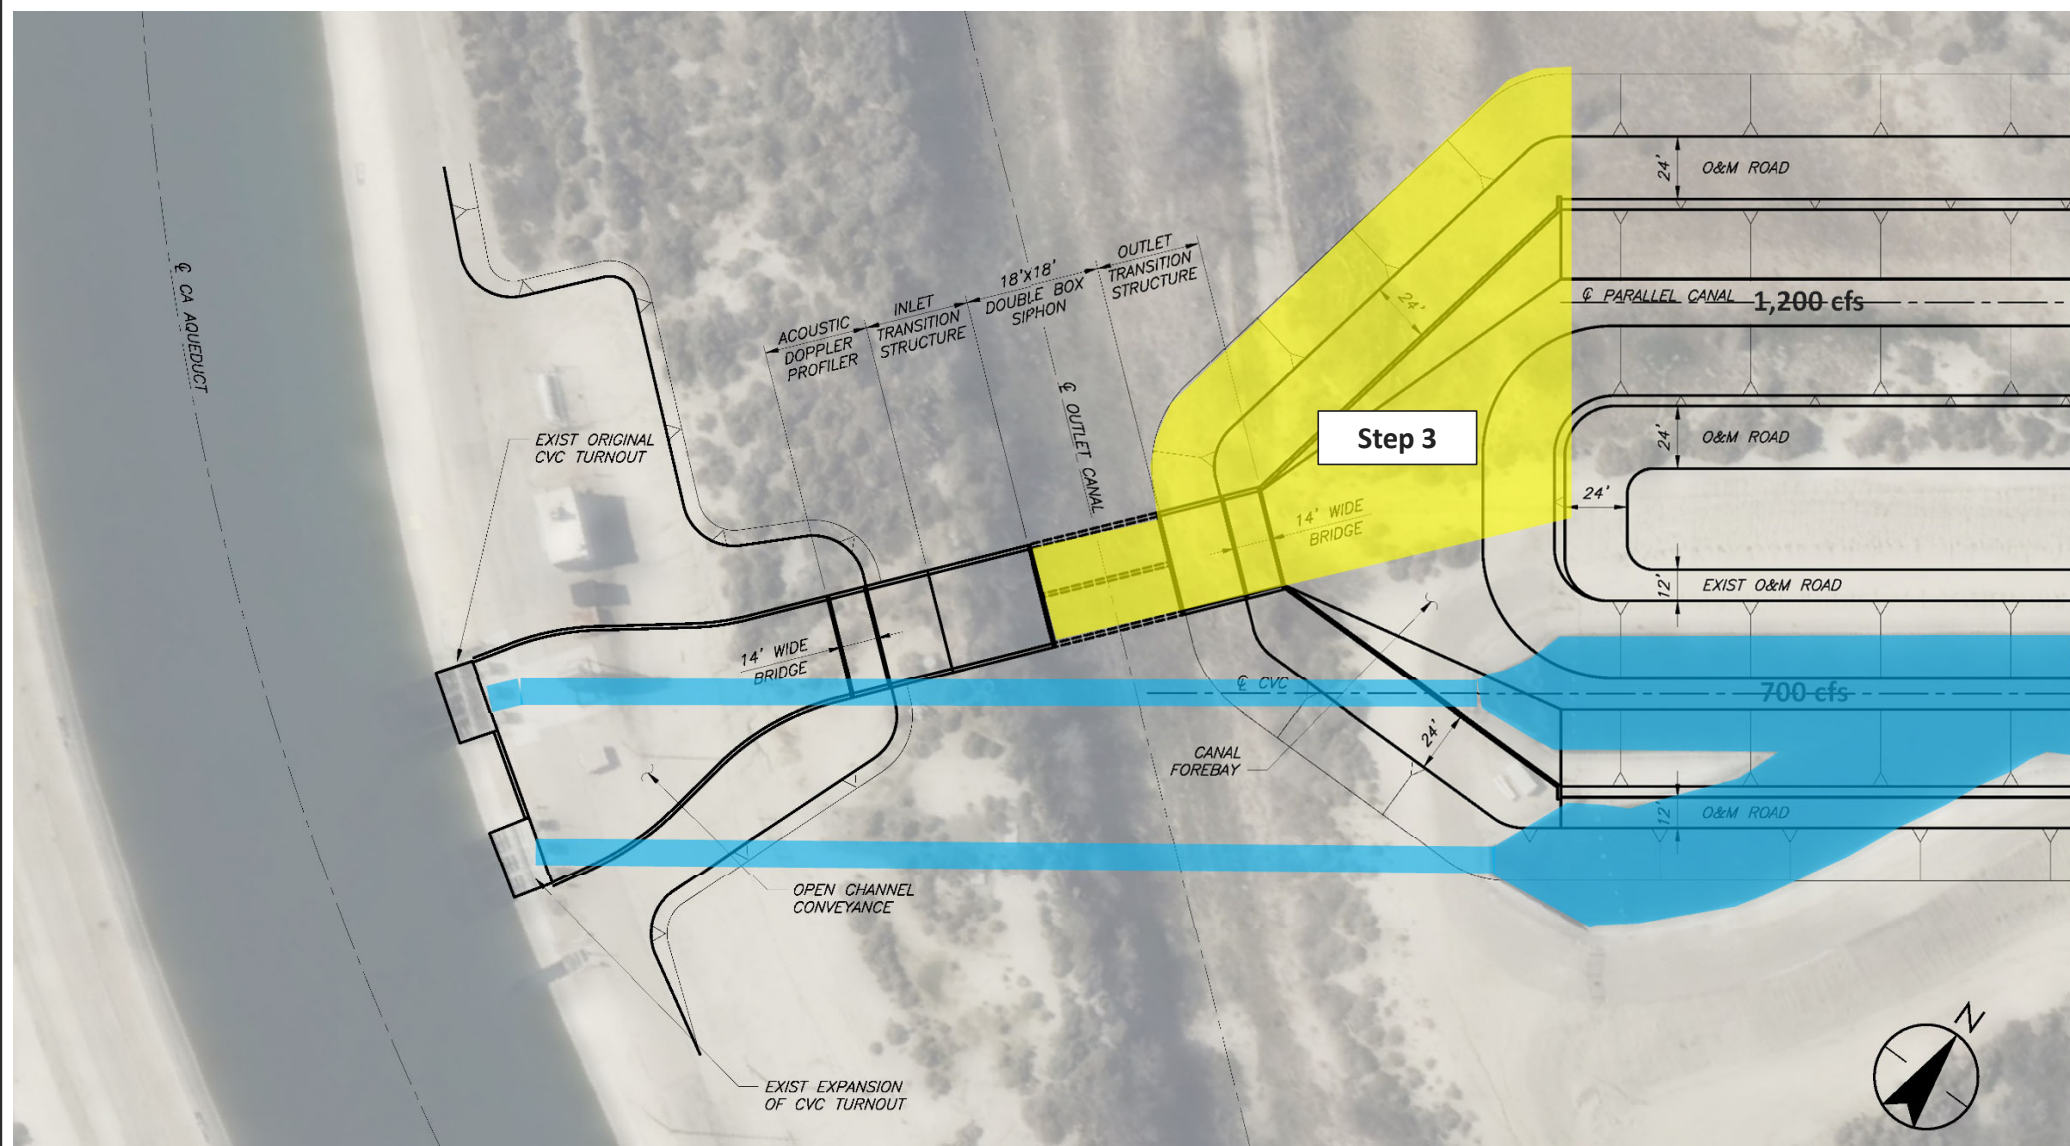 24'
O&M ROAD
℄ PARALLEL CANAL
1,200 cfs
℄ CA AQUEDUCT
ACOUSTIC
DOPPLER
PROFILER
INLET
TRANSITION
STRUCTURE
18'X18'
DOUBLE BOX
SIPHON
OUTLET
TRANSITION
STRUCTURE
24'
℄ OUTLET CANAL
EXIST ORIGINAL
CVC TURNOUT
Step 3
24'
O&M ROAD
24'
14' WIDE
BRIDGE
12'
EXIST O&M ROAD
14' WIDE
BRIDGE
℄ CVC
700 cfs
24'
CANAL
FOREBAY
12'
O&M ROAD
OPEN CHANNEL
CONVEYANCE
EXIST EXPANSION
OF CVC TURNOUT
N